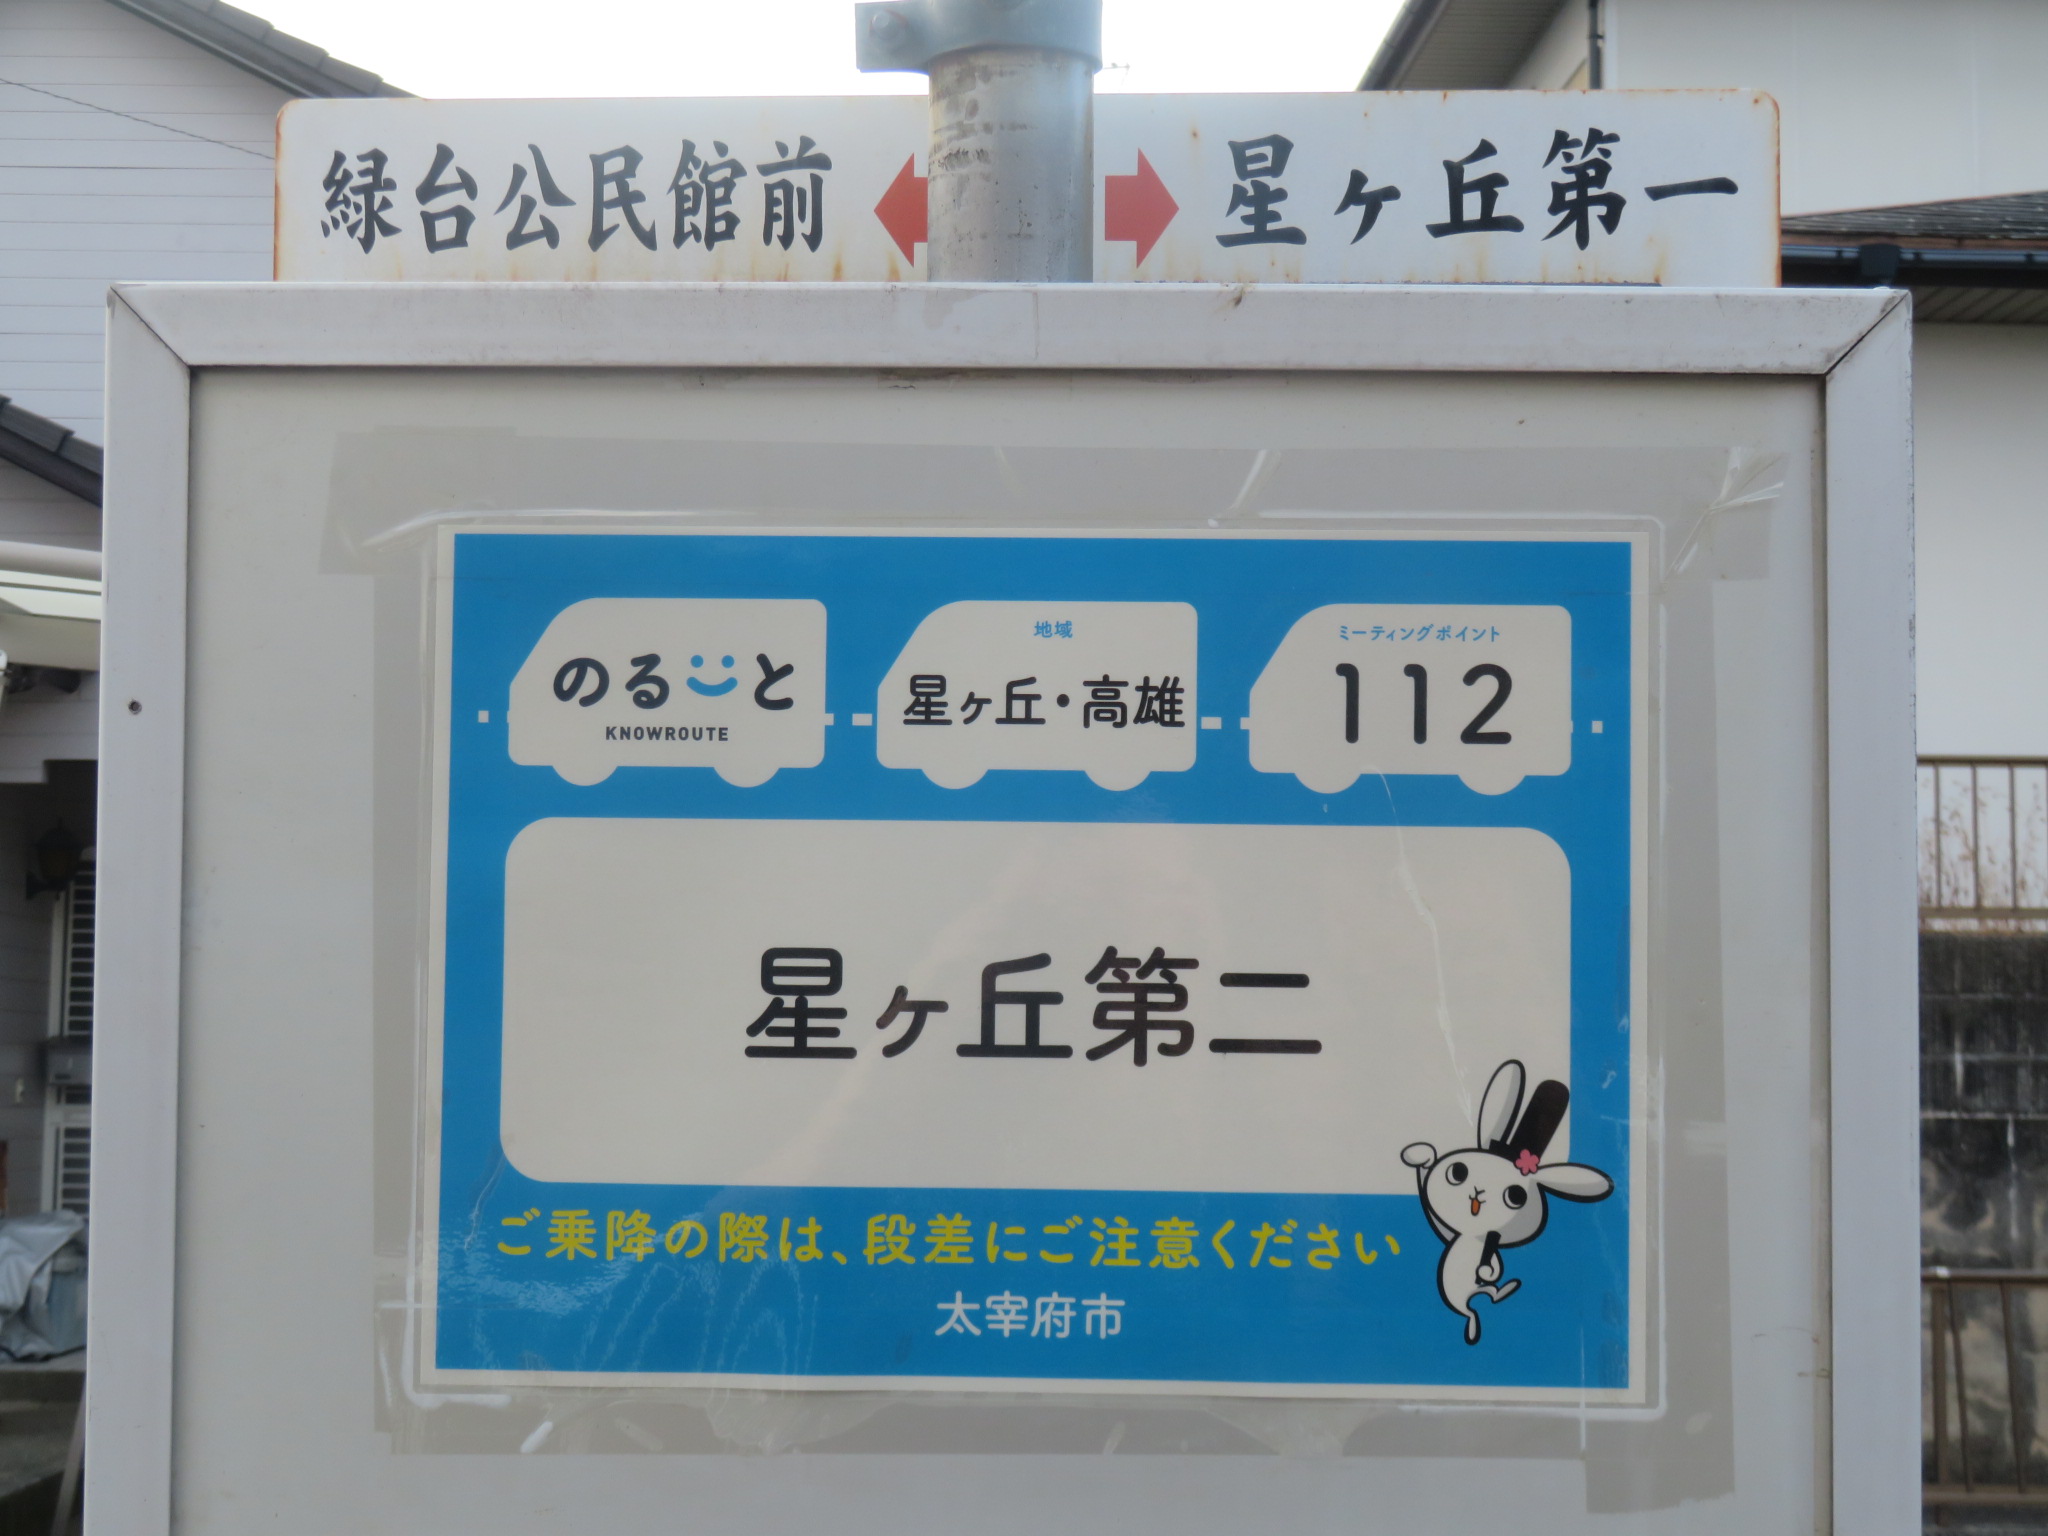 緑台公民館前
星ヶ丘第一
のるーと
KNOWROUTE
地域
星ヶ丘・高雄
ミーティングポイント
112
星ヶ丘第二
ご乗降の際は、段差にご注意ください
太宰府市